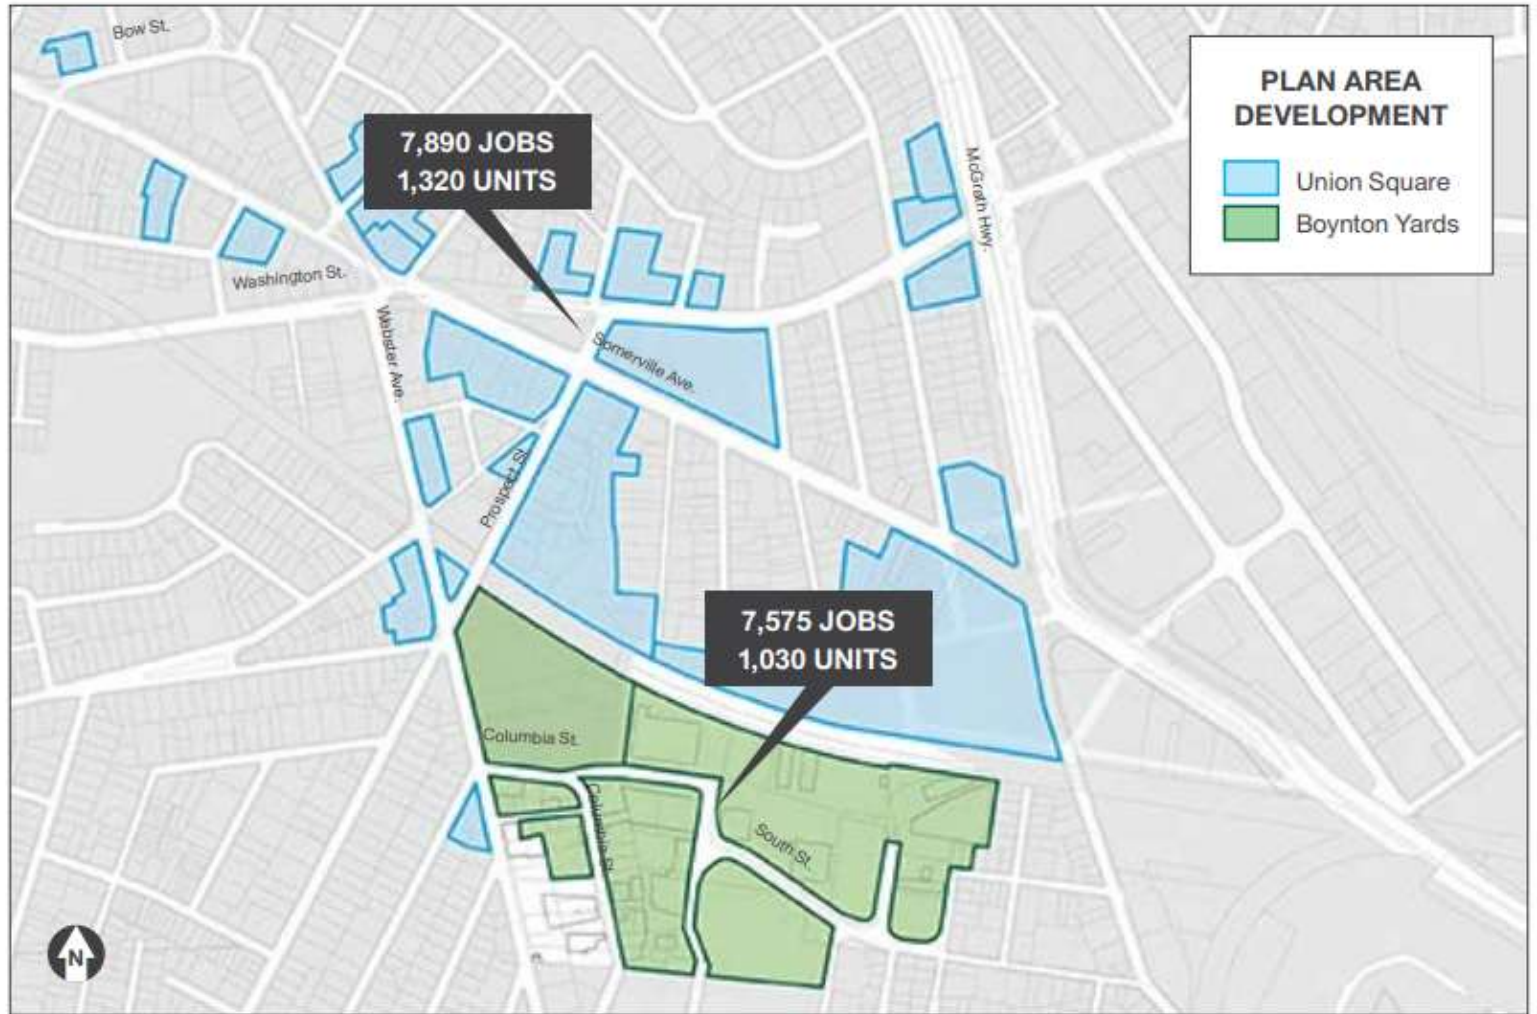 Bow St.
PLAN AREA
DEVELOPMENT
Union Square
Boynton Yards
7,890 JOBS
1,320 UNITS
McGrath Hwy.
Washington St.
Webster Ave.
Somerville Ave.
Prospect St.
7,575 JOBS
1,030 UNITS
Columbia St.
Columbia Pl.
South St.
N